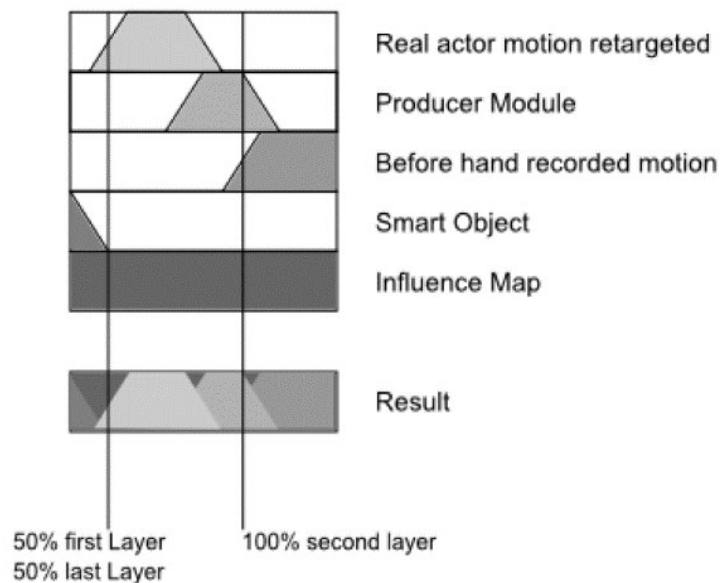 Real actor motion retargeted
Producer Module
Before hand recorded motion
Smart Object
Influence Map
Result
50% first Layer
50% last Layer
100% second layer